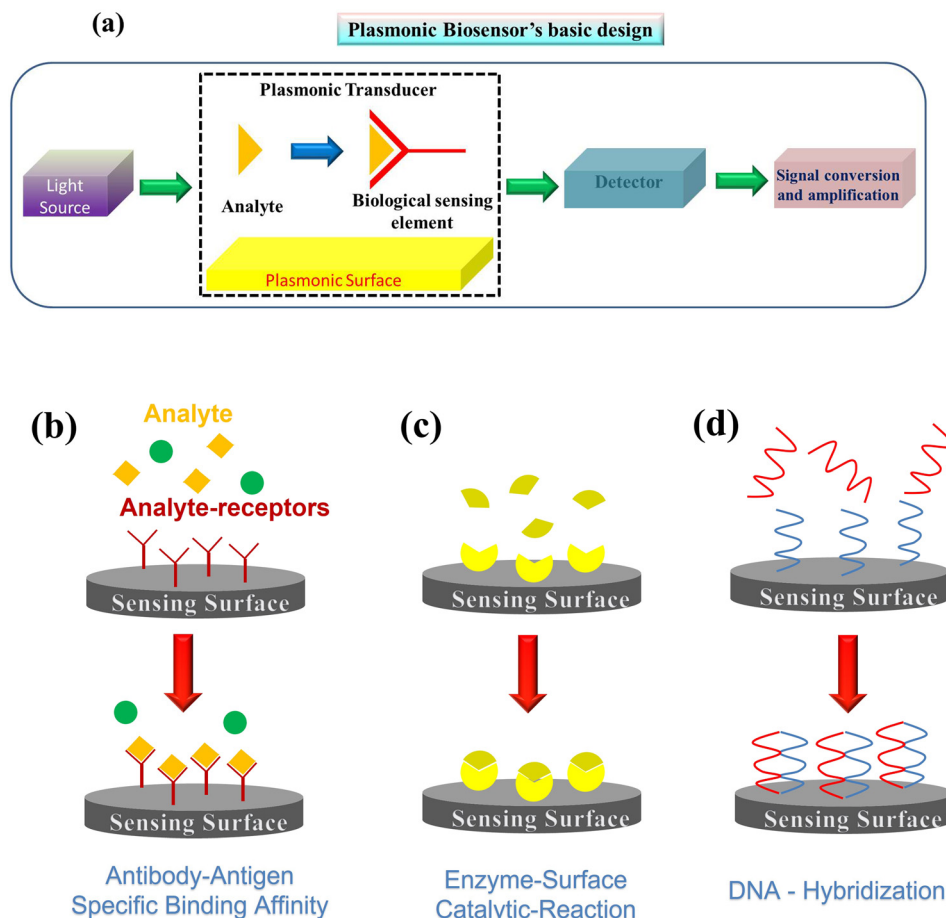 (a)
Plasmonic Biosensor's basic design
Plasmonic Transducer
Light
Source
Analyte
Biological sensing
element
Plasmonic Surface
Detector
Signal conversion
and amplification
(b)
Analyte
Analyte-receptors
Sensing Surface
Sensing Surface
Antibody-Antigen
Specific Binding Affinity
(c)
Sensing Surface
Sensing Surface
Enzyme-Surface
Catalytic-Reaction
(d)
Sensing Surface
Sensing Surface
DNA - Hybridization